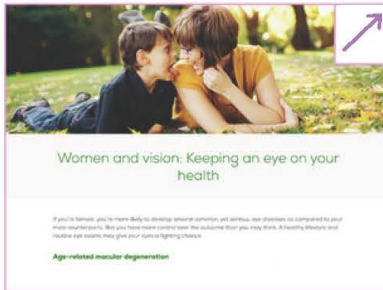 Women and vision: Keeping an eye on your
health
If you're female, you're more likely to develop several common, yet serious, eye diseases as compared to your
male counterparts. But you have more control over the outcome than you may think. A healthy lifestyle and
routine eye exams may give your eyes a fighting chance.
Age-related macular degeneration